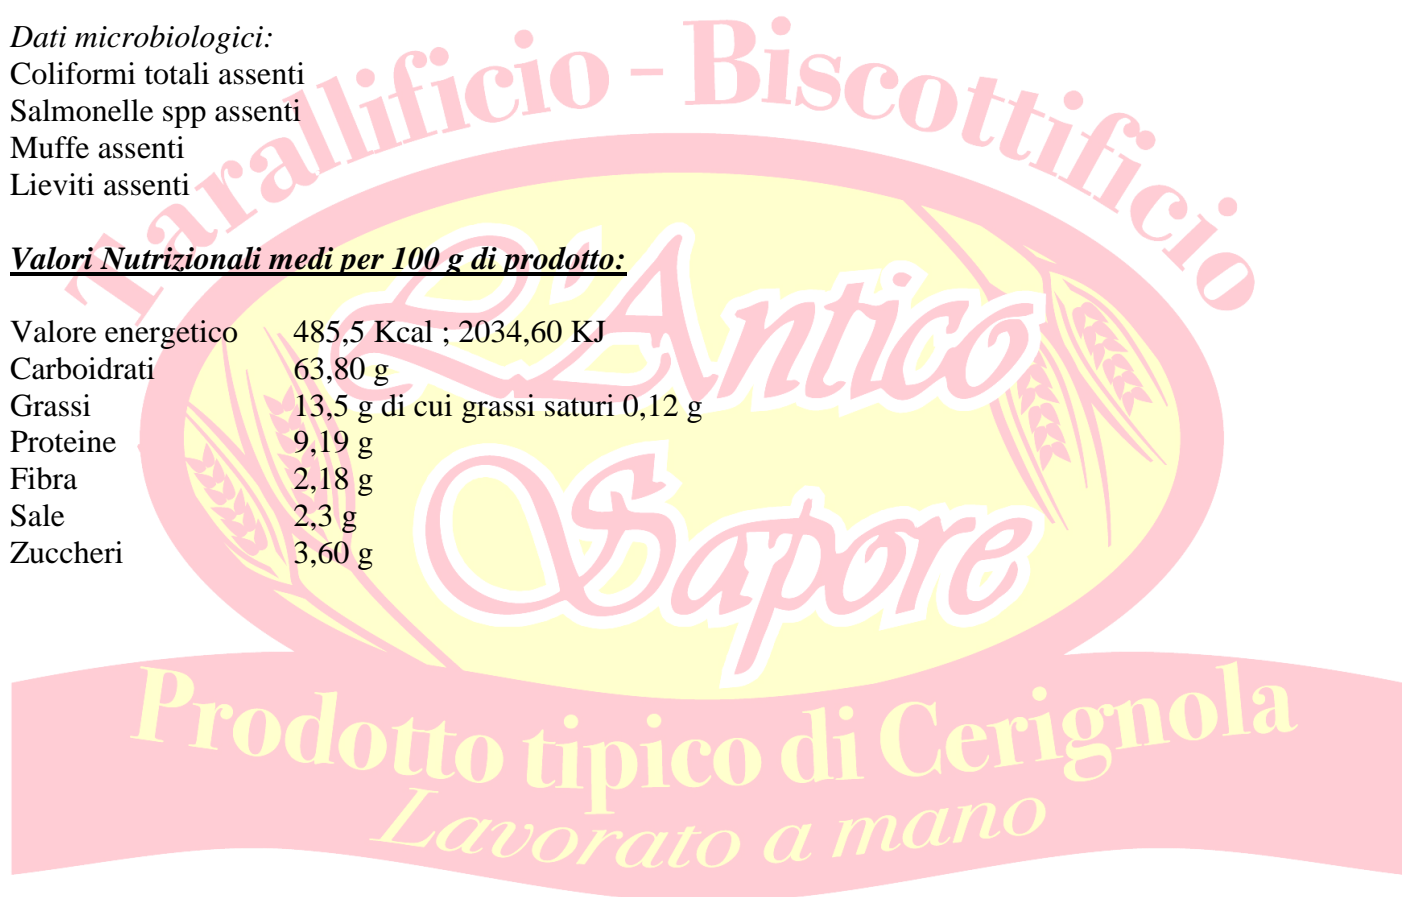 Dati microbiologici:
Coliformi totali assenti
Salmonelle spp assenti
Muffe assenti
Lieviti assenti
Valori Nutrizionali medi per 100 g di prodotto:
Valore energetico 485,5 Kcal ; 2034,60 KJ
Carboidrati 63,80 g
Grassi 13,5 g di cui grassi saturi 0,12 g
Proteine 9,19 g
Fibra 2,18 g
Sale 2,3 g
Zuccheri 3,60 g
Tarallificio - Biscottificio
L'Antico
Sapore
Prodotto tipico di Cerignola
Lavorato a mano